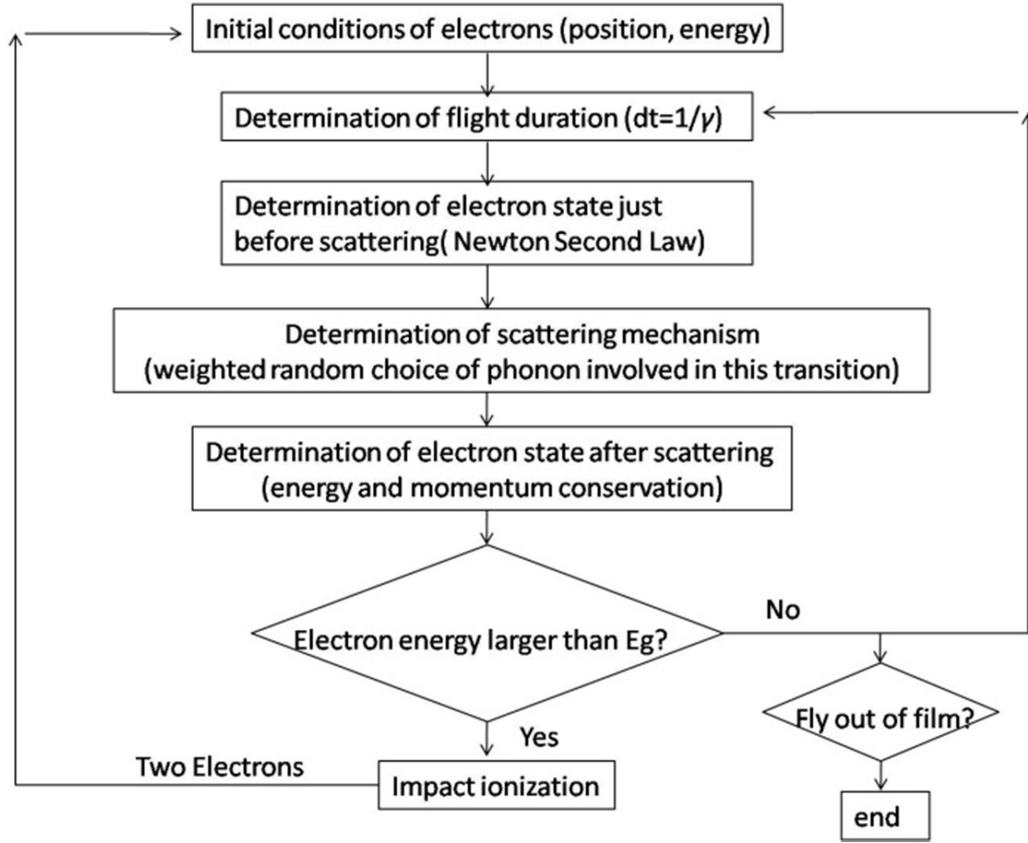 Initial conditions of electrons (position, energy)
Determination of flight duration (dt=1/γ)
Determination of electron state just
before scattering( Newton Second Law)
Determination of scattering mechanism
(weighted random choice of phonon involved in this transition)
Determination of electron state after scattering
(energy and momentum conservation)
Electron energy larger than Eg?
No
Fly out of film?
end
Yes
Impact ionization
Two Electrons